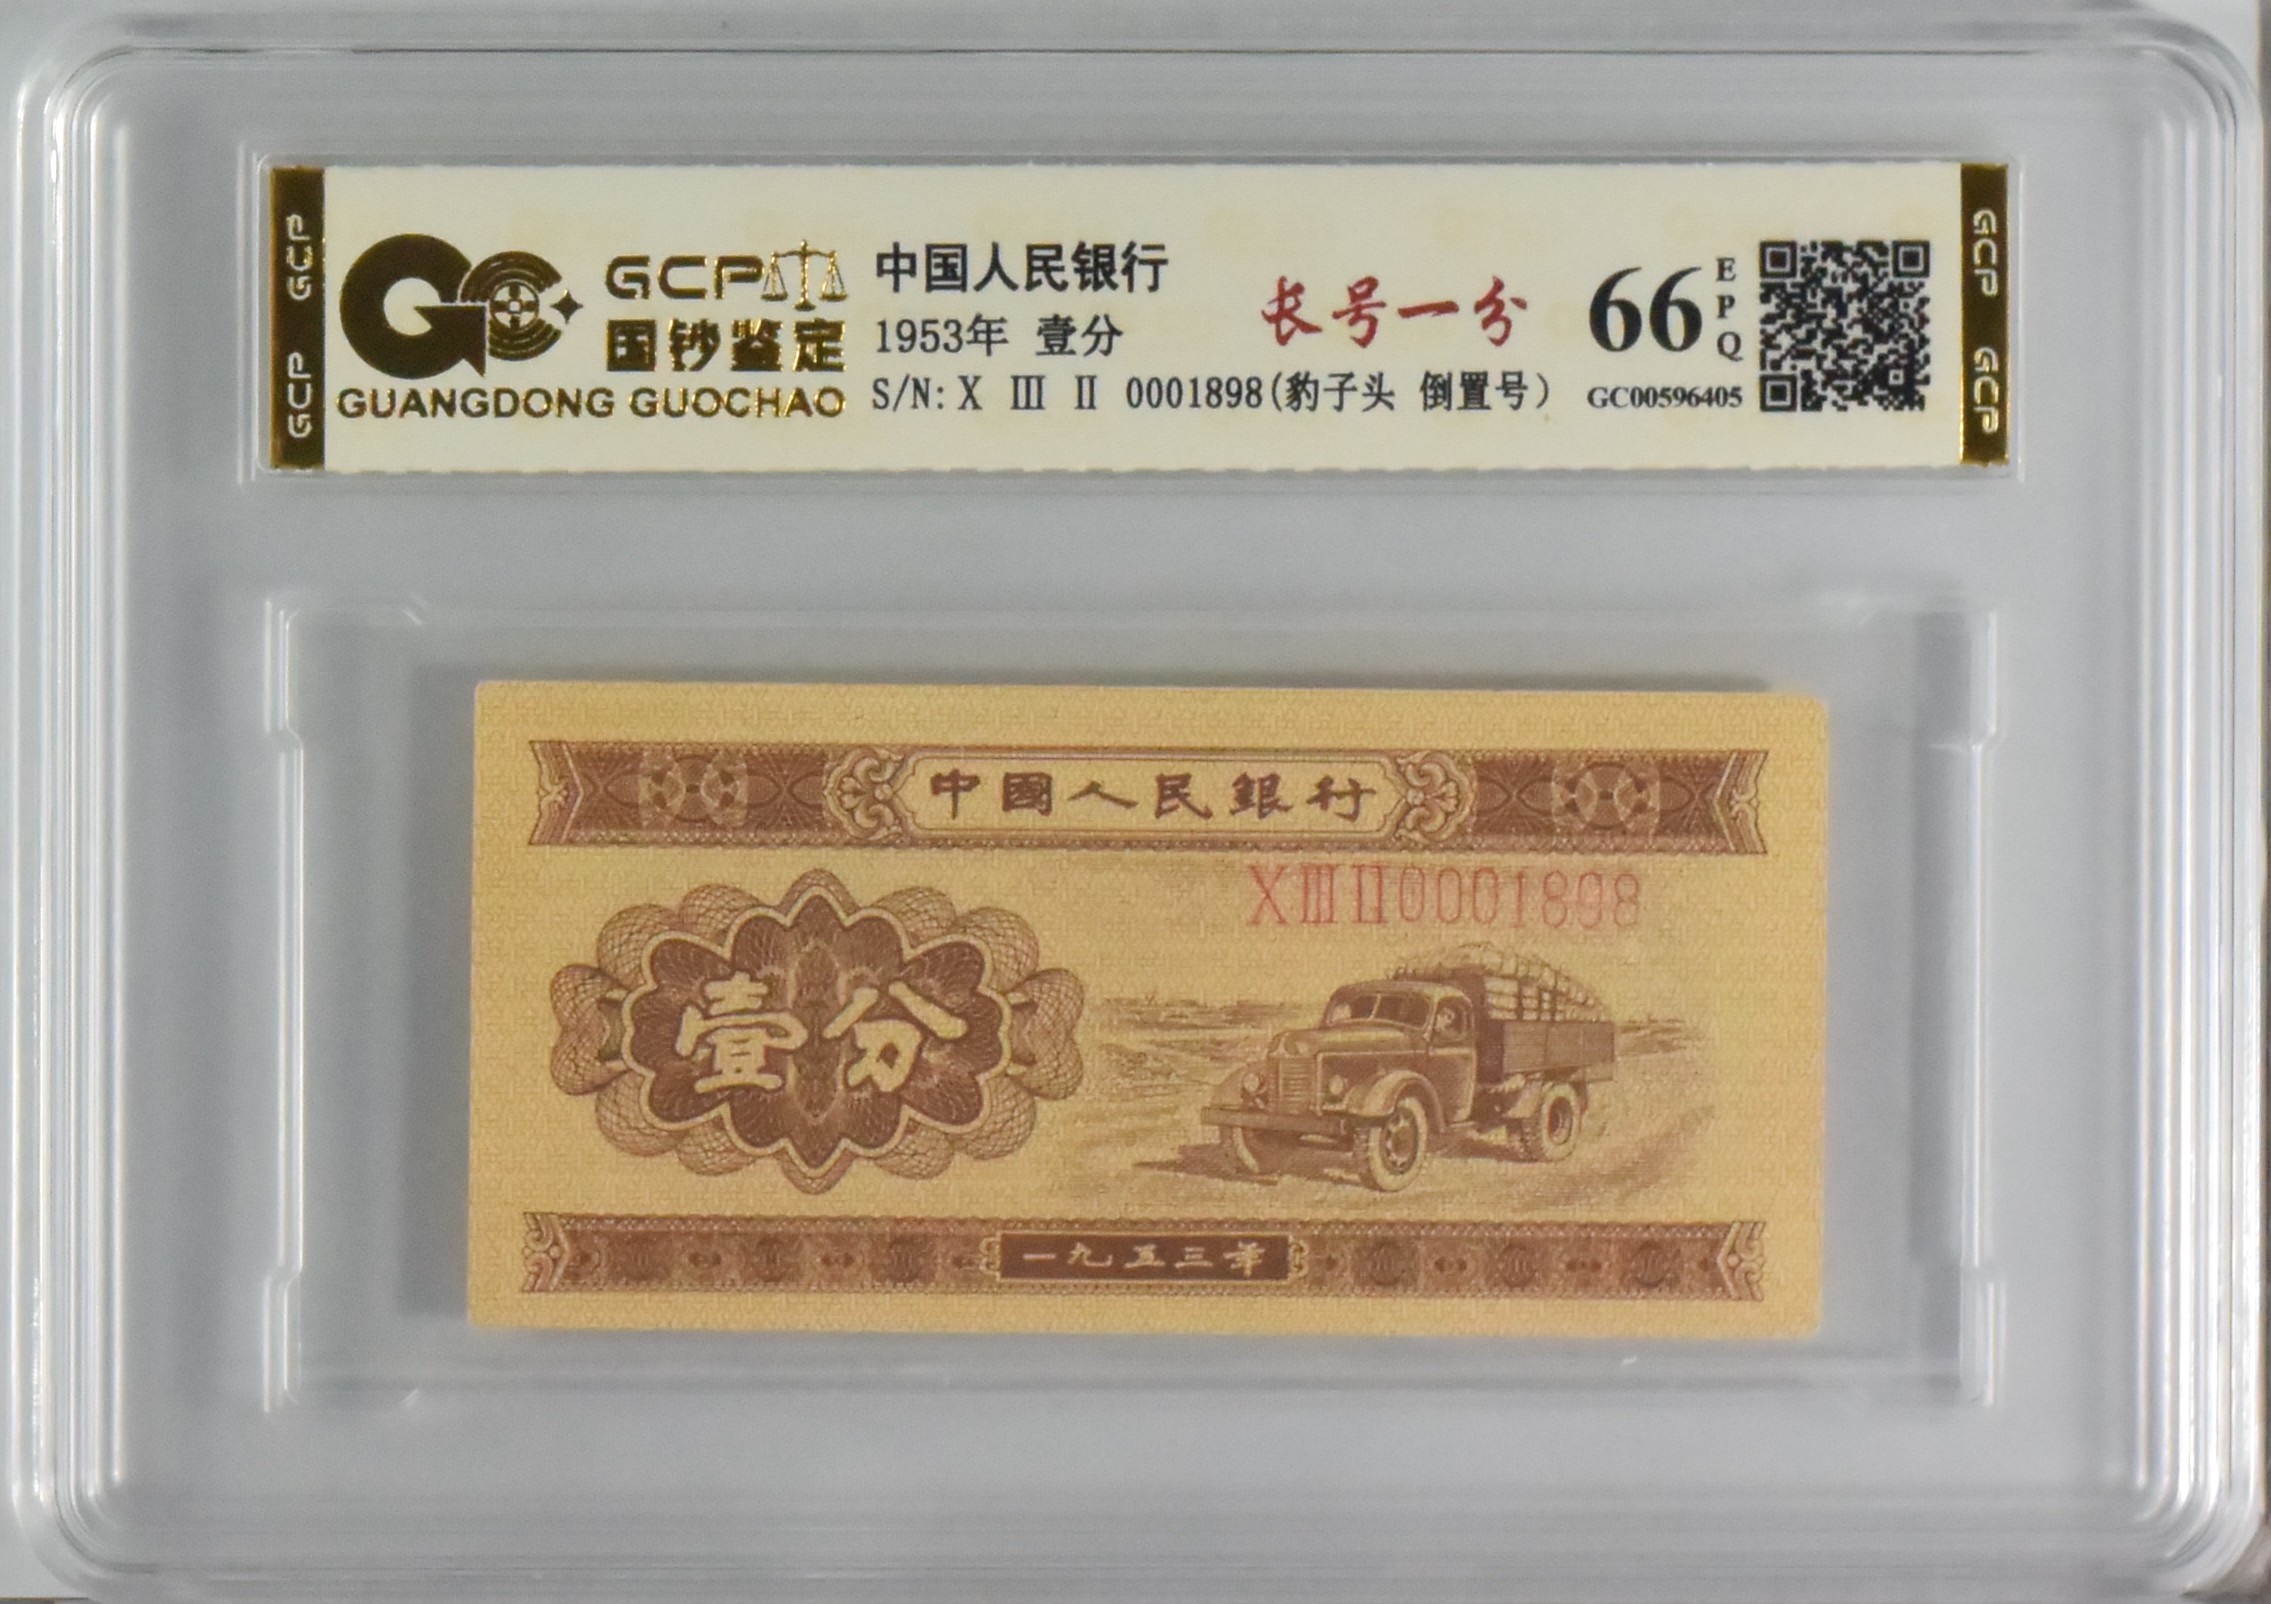 GCP
GCP
GCP
国钞鉴定
GUANGDONG GUOCHAO
中国人民银行
1953年 壹分
S/N: X Ⅲ Ⅱ 0001898(豹子头 倒置号)
长号一分
66
EPQ
GC00596405
GCP
GCP
中國人民銀行
XⅢⅡ0001898
壹分
一九五三年